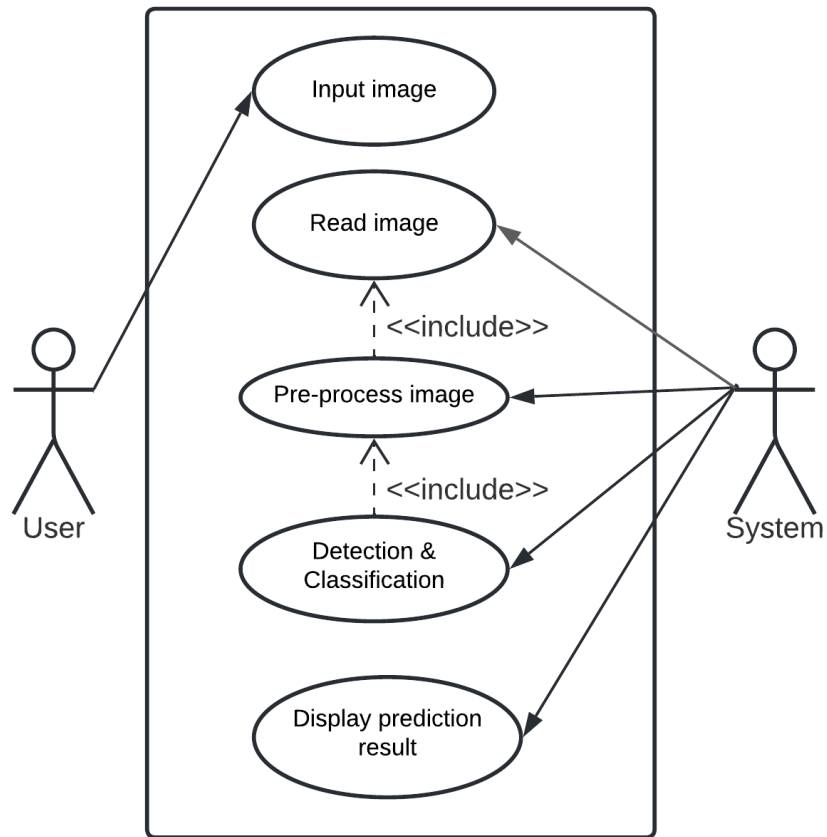 Input image
Read image
<<include>>
Pre-process image
<<include>>
User
System
Detection &
Classification
Display prediction
result